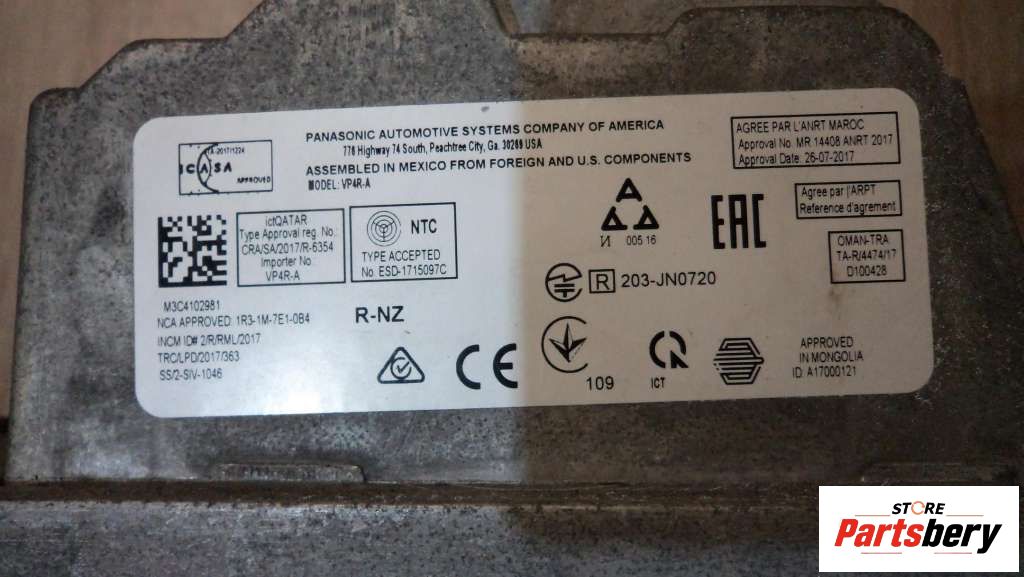 TA-2017/1224
ICASA
APPROVED
PANASONIC AUTOMOTIVE SYSTEMS COMPANY OF AMERICA
776 Highway 74 South, Peachtree City, Ga. 30269 USA
ASSEMBLED IN MEXICO FROM FOREIGN AND U.S. COMPONENTS
MODEL: VP4R-A
AGREE PAR L'ANRT MAROC
Approval No. MR 14408 ANRT 2017
Approval Date: 26-07-2017
ictQATAR
Type Approval reg. No.:
CRA/SA/2017/R-6354
Importer No.:
VP4R-A
NTC
TYPE ACCEPTED
No. ESD-1715097C
И 005 16
EAC
Agree par l'ARPT
Reference d'agrement
OMAN-TRA
TA-R/4474/17
D100428
R 203-JN0720
M3C4102981
NCA APPROVED: 1R3-1M-7E1-0B4
INCM ID# 2/R/RML/2017
TRC/LPD/2017/363
SS/2-SIV-1046
R-NZ
CE
109
ICT
APPROVED
IN MONGOLIA
ID: A17000121
STORE
Partsbery